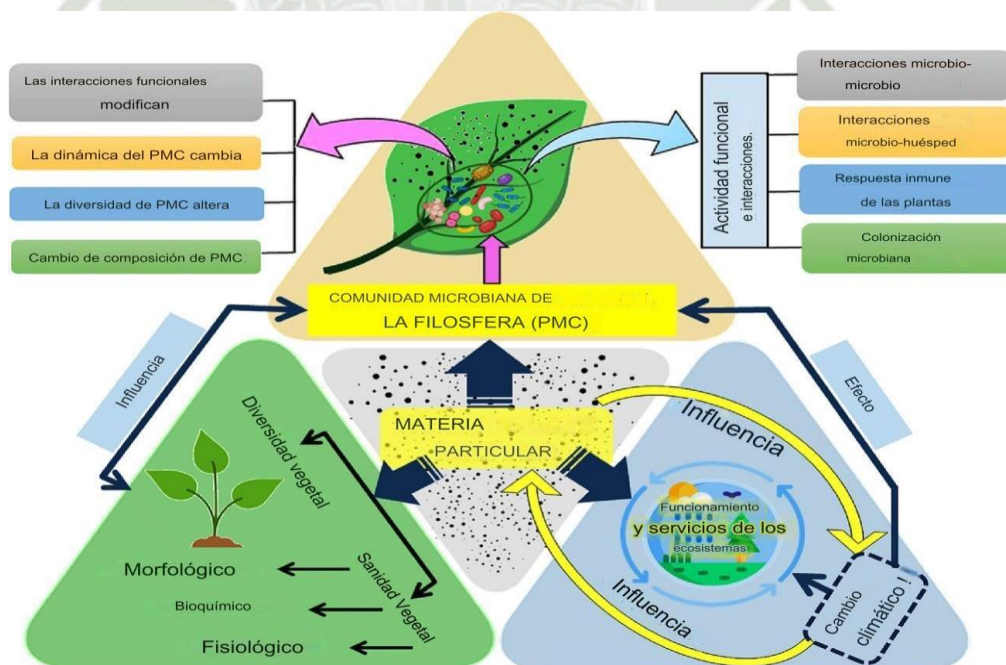 Las interacciones funcionales
modifican
La dinámica del PMC cambia
La diversidad de PMC altera
Cambio de composición de PMC.
Actividad funcional
e interacciones.
Interacciones microbio-
microbio
Interacciones
microbio-huésped
Respuesta inmune
de las plantas
Colonización
microbiana
COMUNIDAD MICROBIANA DE
LA FILOSFERA (PMC)
Influencia
Efecto
MATERIA
PARTICULAR
Diversidad vegetal
Sanidad Vegetal
Morfológico
Bioquímico
Fisiológico
Influencia
Funcionamiento
y servicios de los
ecosistemas
Influencia
Cambio
climático !